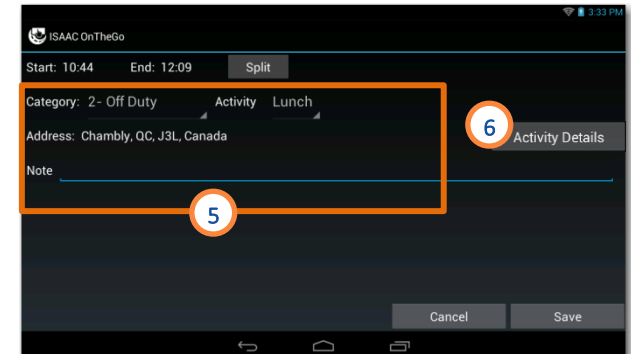 3:33 PM
ISAAC OnTheGo
Start: 10:44 End: 12:09 Split
Category: 2- Off Duty Activity Lunch
6
Address: Chambly, QC, J3L, Canada Activity Details
Note
5
Cancel Save